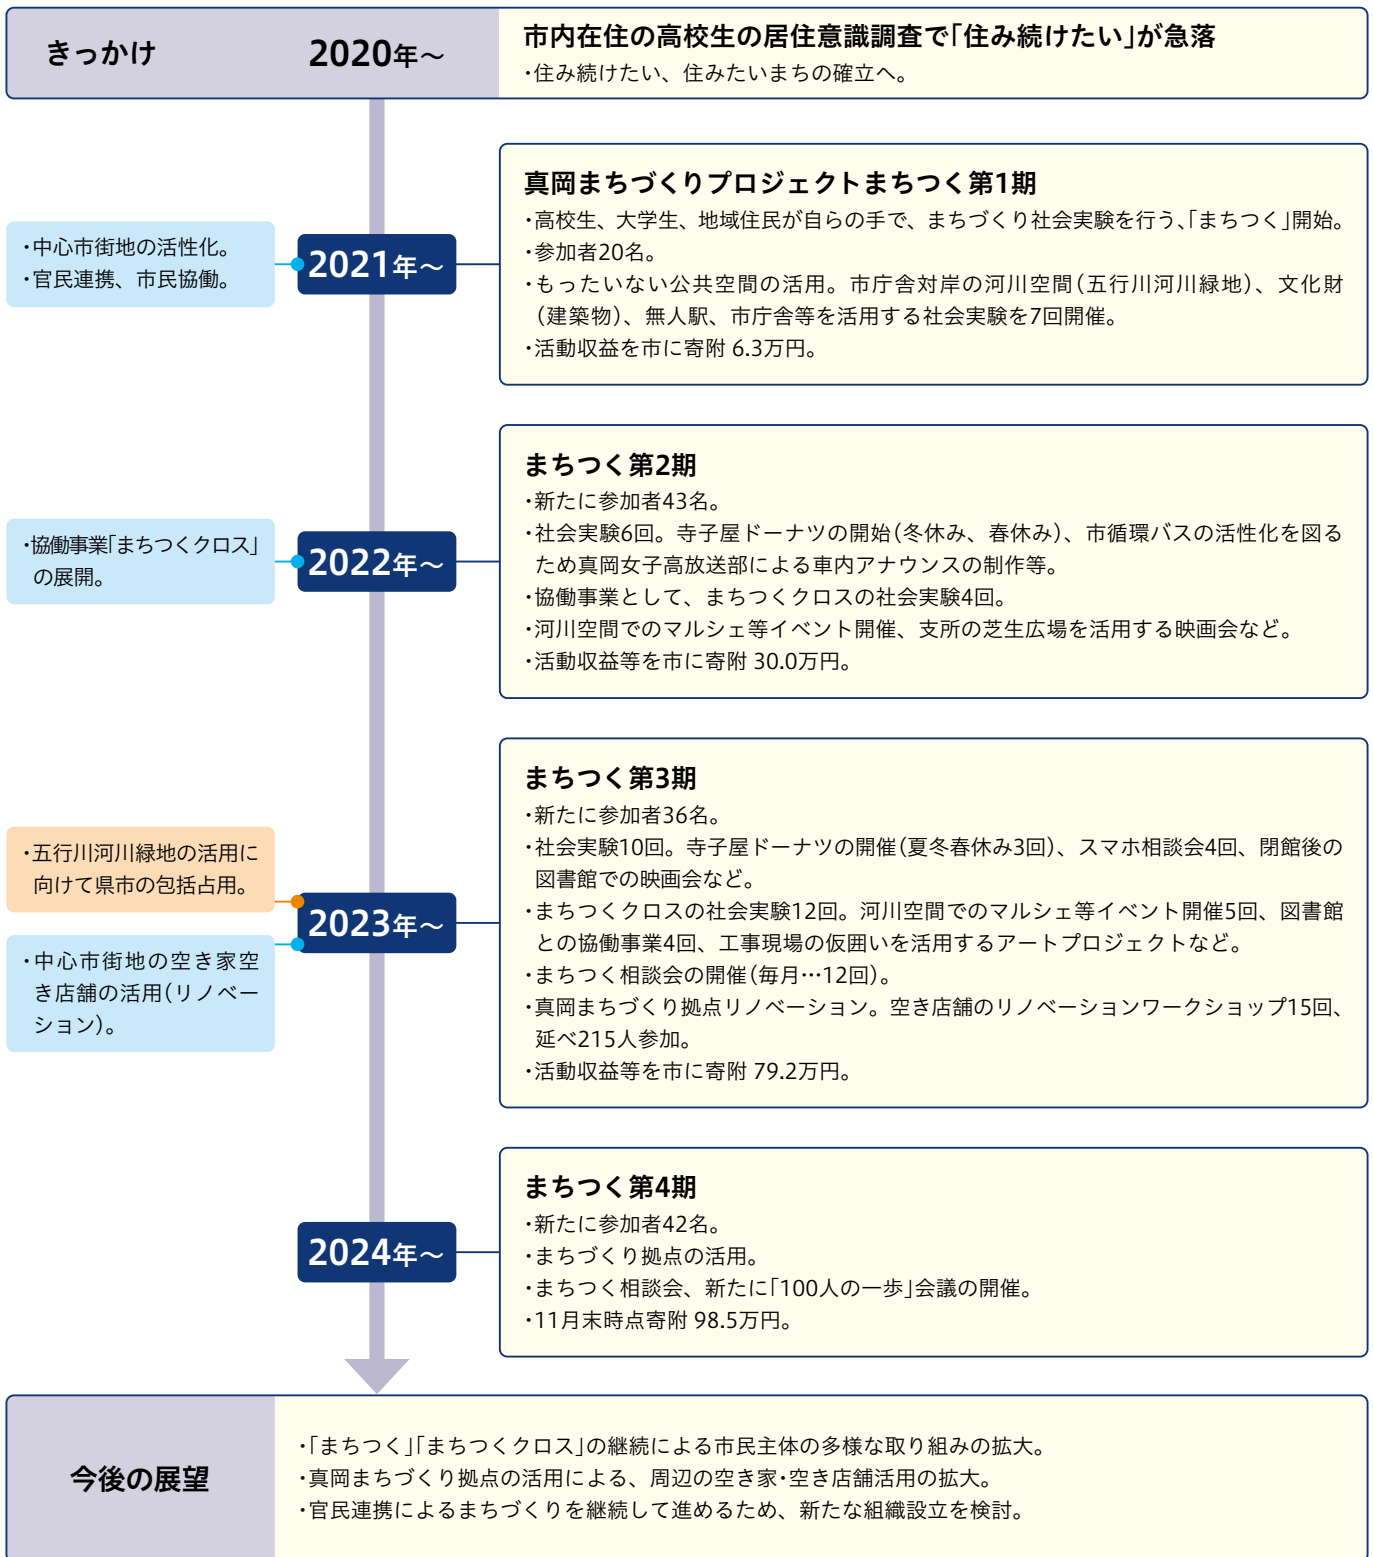 きっかけ 2020年～
市内在住の高校生の居住意識調査で「住み続けたい」が急落
・住み続けたい、住みたいまちの確立へ。
・中心市街地の活性化。
・官民連携、市民協働。
2021年～
真岡まちづくりプロジェクトまちつく第1期
・高校生、大学生、地域住民が自らの手で、まちづくり社会実験を行う、「まちつく」開始。
・参加者20名。
・もったいない公共空間の活用。市庁舎対岸の河川空間（五行川河川緑地）、文化財
（建築物）、無人駅、市庁舎等を活用する社会実験を7回開催。
・活動収益を市に寄附 6.3万円。
・協働事業「まちつくクロス」
の展開。
2022年～
まちつく第2期
・新たに参加者43名。
・社会実験6回。寺子屋ドーナツの開始（冬休み、春休み）、市循環バスの活性化を図る
ため真岡女子高放送部による車内アナウンスの制作等。
・協働事業として、まちつくクロスの社会実験4回。
・河川空間でのマルシェ等イベント開催、支所の芝生広場を活用する映画会など。
・活動収益等を市に寄附 30.0万円。
・五行川河川緑地の活用に
向けて県市の包括占用。
・中心市街地の空き家空
き店舗の活用（リノベー
ション）。
2023年～
まちつく第3期
・新たに参加者36名。
・社会実験10回。寺子屋ドーナツの開催（夏冬春休み3回）、スマホ相談会4回、閉館後の
図書館での映画会など。
・まちつくクロスの社会実験12回。河川空間でのマルシェ等イベント開催5回、図書館
との協働事業4回、工事現場の仮囲いを活用するアートプロジェクトなど。
・まちつく相談会の開催（毎月…12回）。
・真岡まちづくり拠点リノベーション。空き店舗のリノベーションワークショップ15回、
延べ215人参加。
・活動収益等を市に寄附 79.2万円。
2024年～
まちつく第4期
・新たに参加者42名。
・まちづくり拠点の活用。
・まちつく相談会、新たに「100人の一歩」会議の開催。
・11月末時点寄附 98.5万円。
今後の展望
・「まちつく」「まちつくクロス」の継続による市民主体の多様な取り組みの拡大。
・真岡まちづくり拠点の活用による、周辺の空き家・空き店舗活用の拡大。
・官民連携によるまちづくりを継続して進めるため、新たな組織設立を検討。